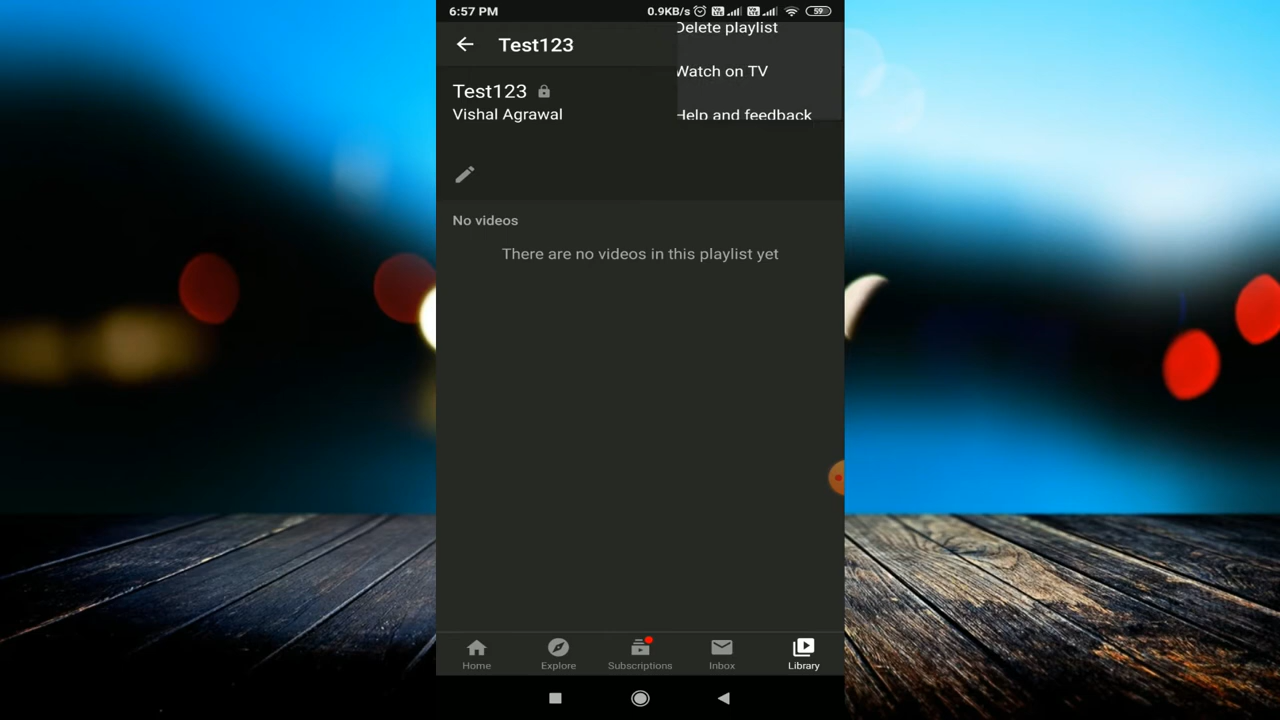 6:57 PM
0.9KB/s
59
Delete playlist
Test123
Watch on TV
Test123
Vishal Agrawal
Help and feedback
No videos
There are no videos in this playlist yet
Home
Explore
Subscriptions
Inbox
Library